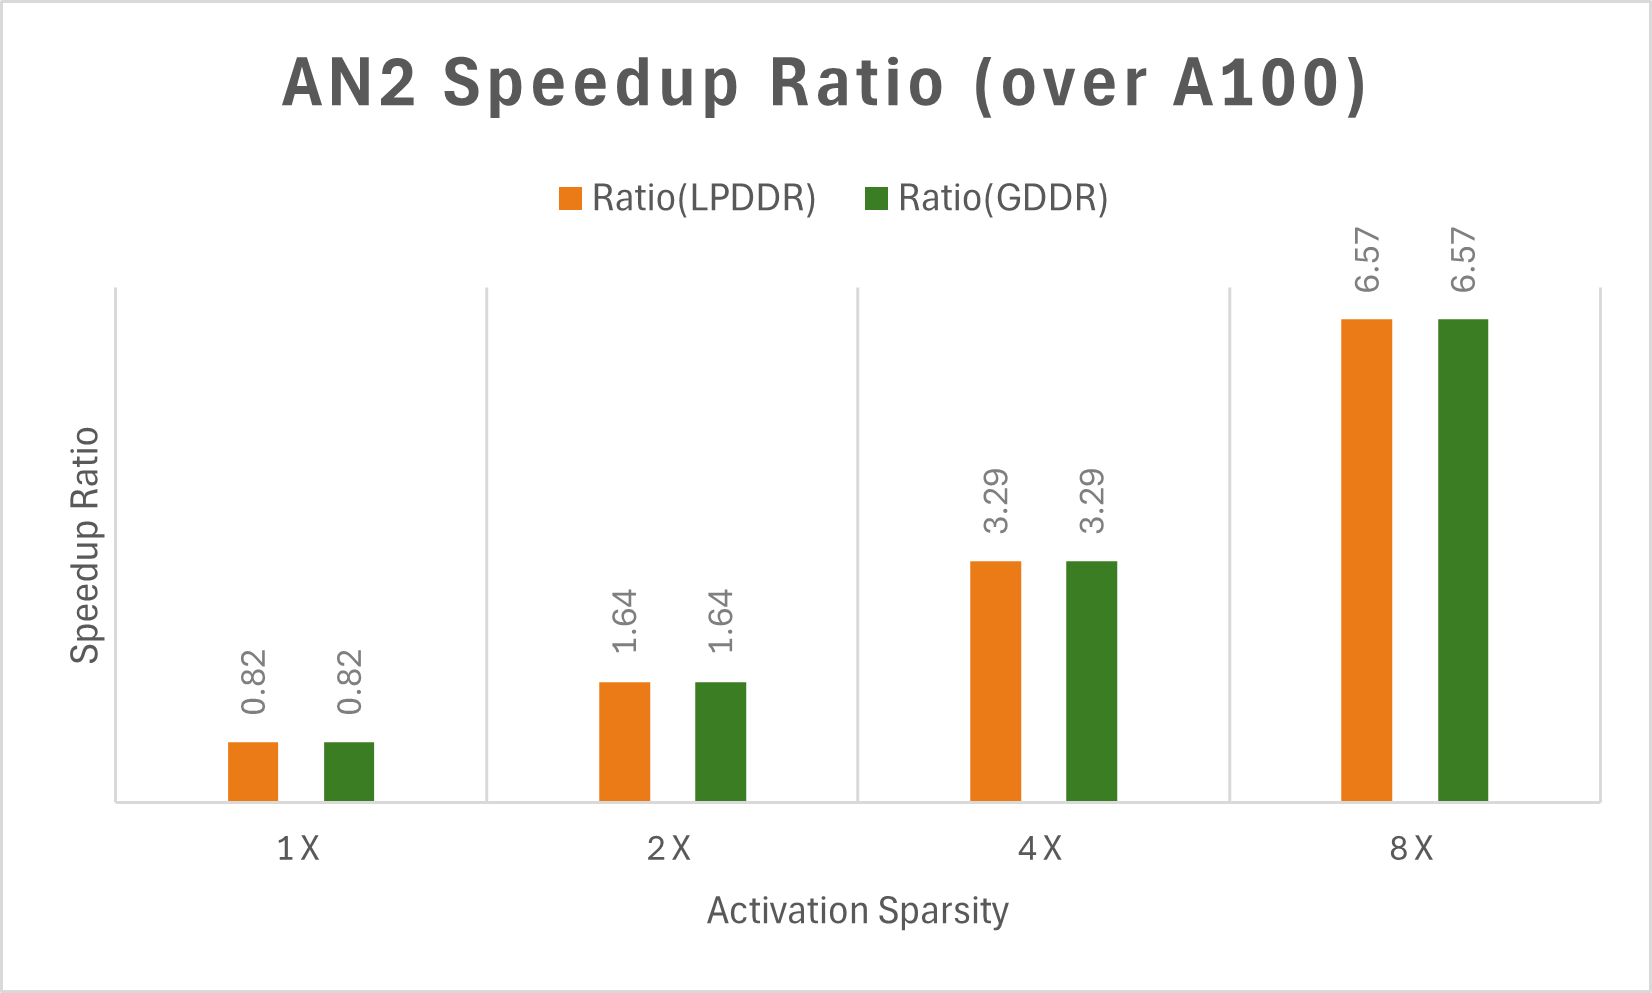 AN2 Speedup Ratio (over A100)
Ratio(LPDDR) Ratio(GDDR)
Speedup Ratio
0.82 0.82 1.64 1.64 3.29 3.29 6.57 6.57
1X 2X 4X 8X
Activation Sparsity